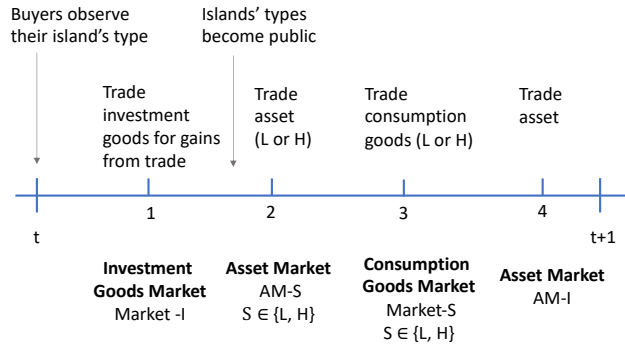 Buyers observe
their island's type
Islands' types
become public
Trade
investment
goods for gains
from trade
Trade
asset
(L or H)
Trade
consumption
goods (L or H)
Trade
asset
t
1
2
3
4
t+1
Investment
Goods Market
Market -I
Asset Market
AM-S
S ∈ {L, H}
Consumption
Goods Market
Market-S
S ∈ {L, H}
Asset Market
AM-I